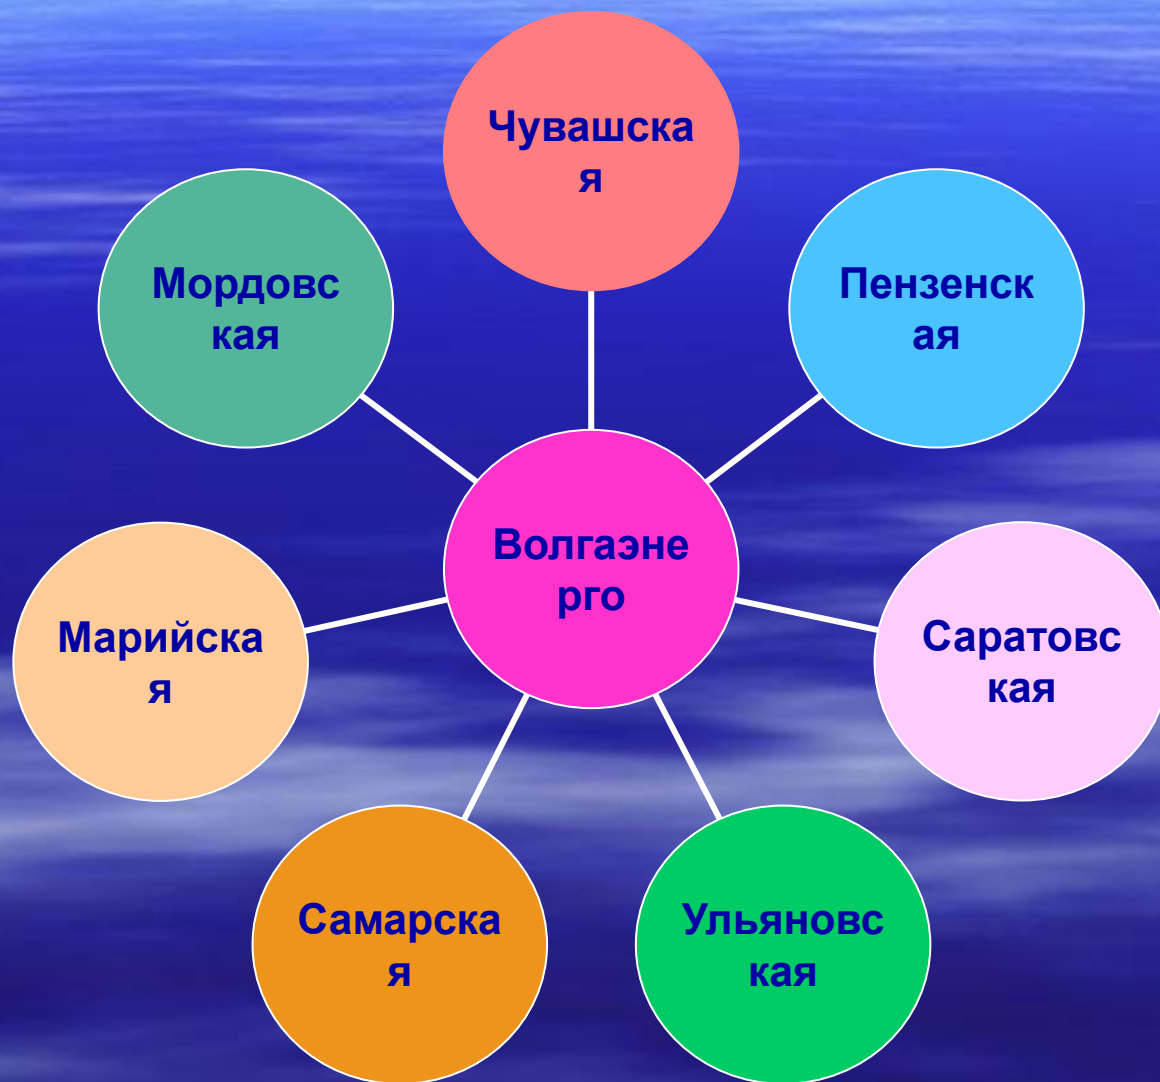 Чувашска
я
Мордовс
кая
Пензенск
ая
Волгаэне
рго
Марийска
я
Саратовс
кая
Самарска
я
Ульяновс
кая